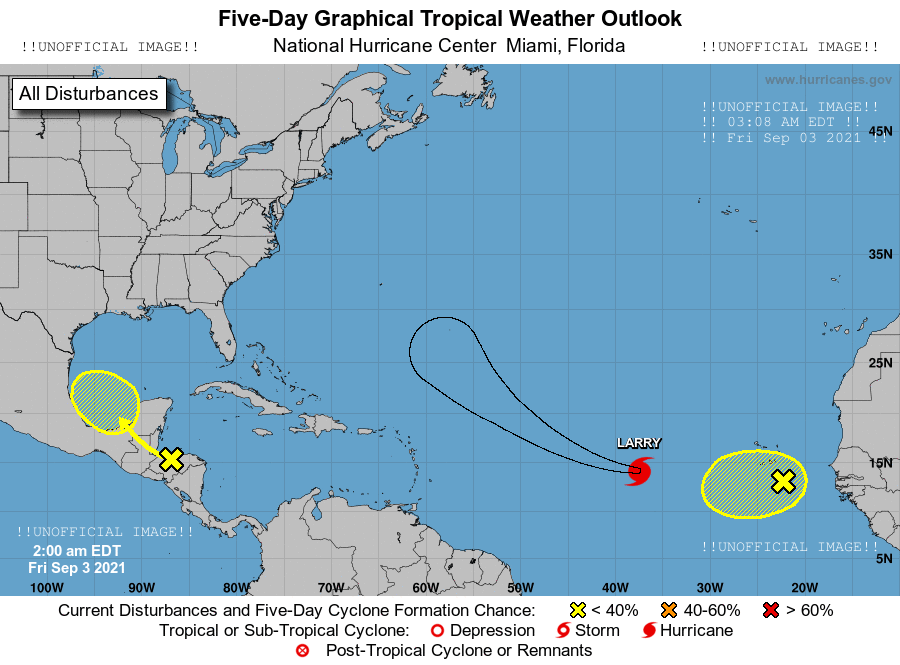 Five-Day Graphical Tropical Weather Outlook
!!UNOFFICIAL IMAGE!!
National Hurricane Center Miami, Florida
!!UNOFFICIAL IMAGE!!
All Disturbances
www.hurricanes.gov
!!UNOFFICIAL IMAGE!!
!! 03:08 AM EDT !!
!! Fri Sep 03 2021 !!
45N
35N
25N
LARRY
15N
!!UNOFFICIAL IMAGE!!
2:00 am EDT
Fri Sep 3 2021
!!UNOFFICIAL IMAGE!!
5N
100W 90W 80W 70W 60W 50W 40W 30W 20W
Current Disturbances and Five-Day Cyclone Formation Chance: < 40% 40-60% > 60%
Tropical or Sub-Tropical Cyclone: Depression Storm Hurricane
Post-Tropical Cyclone or Remnants